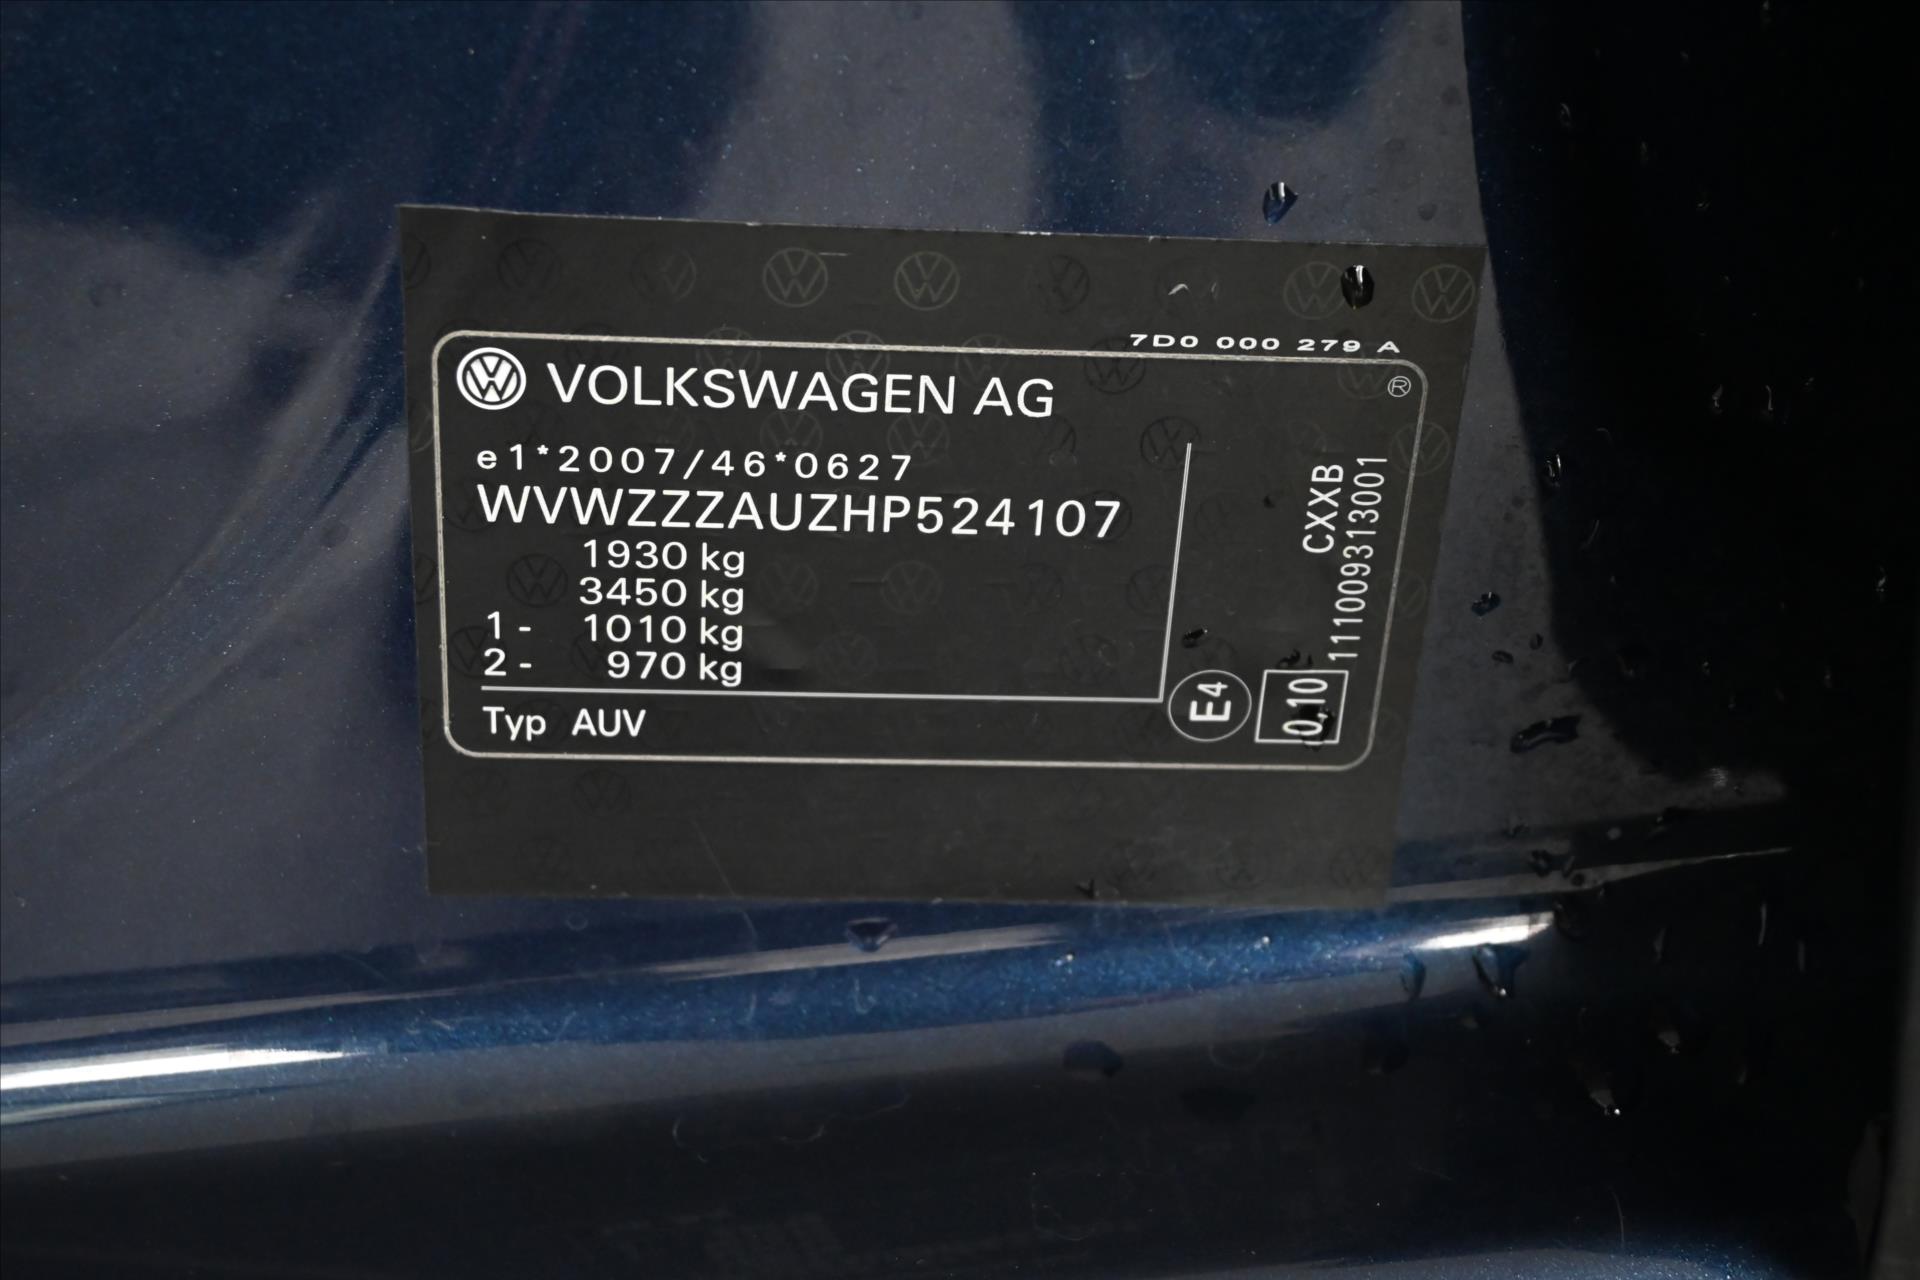 7D0 000 279 A
VOLKSWAGEN AG ®
e1*2007/46*0627
WVWZZZAUZHP524107
1930 kg
3450 kg
1- 1010 kg
2- 970 kg
Typ AUV
CXXB
111009313001
E4
0,10